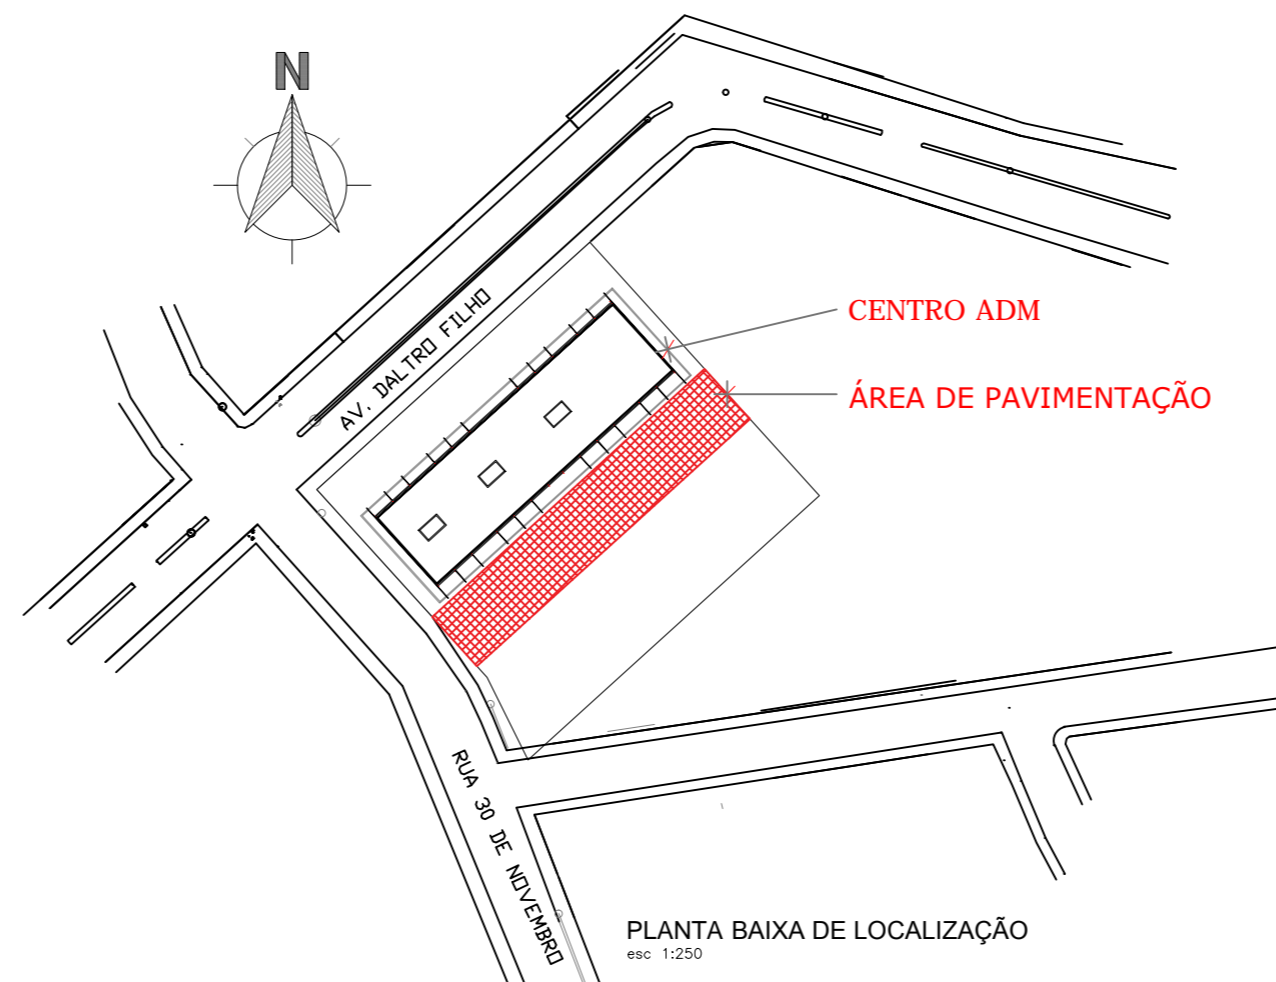 N
CENTRO ADM
AV. DALTRO FILHO
ÁREA DE PAVIMENTAÇÃO
RUA 30 DE NOVEMBRO
PLANTA BAIXA DE LOCALIZAÇÃO
esc 1:250